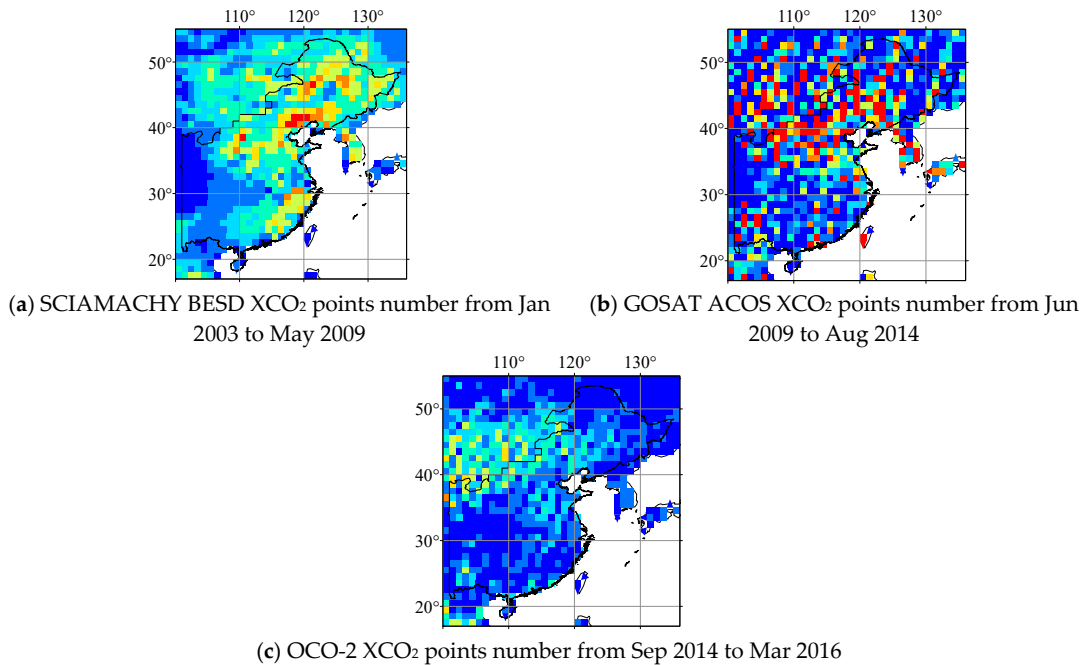 110° 120° 130°
50°
40°
30°
20°
(a) SCIAMACHY BESD XCO₂ points number from Jan
2003 to May 2009
110° 120° 130°
50°
40°
30°
20°
(b) GOSAT ACOS XCO₂ points number from Jun
2009 to Aug 2014
110° 120° 130°
50°
40°
30°
20°
(c) OCO-2 XCO₂ points number from Sep 2014 to Mar 2016